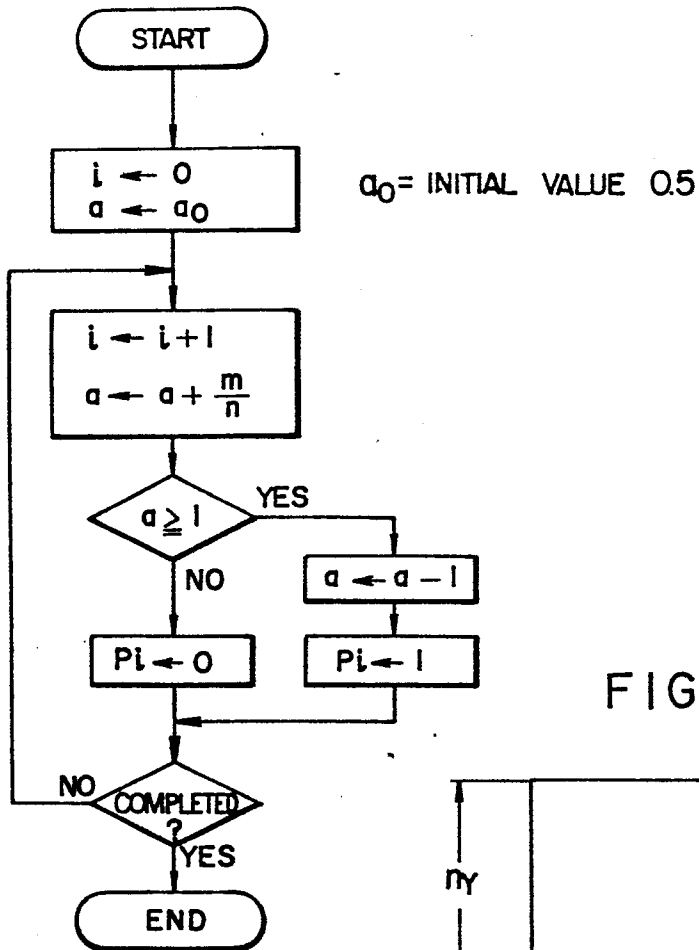 START
i ← 0
a ← a₀
a₀ = INITIAL VALUE 0.5
i ← i + 1
a ← a + m/n
a ≧ 1
YES
NO
a ← a − 1
Pi ← 0
Pi ← 1
FIG
NO
COMPLETED
?
YES
nY
END